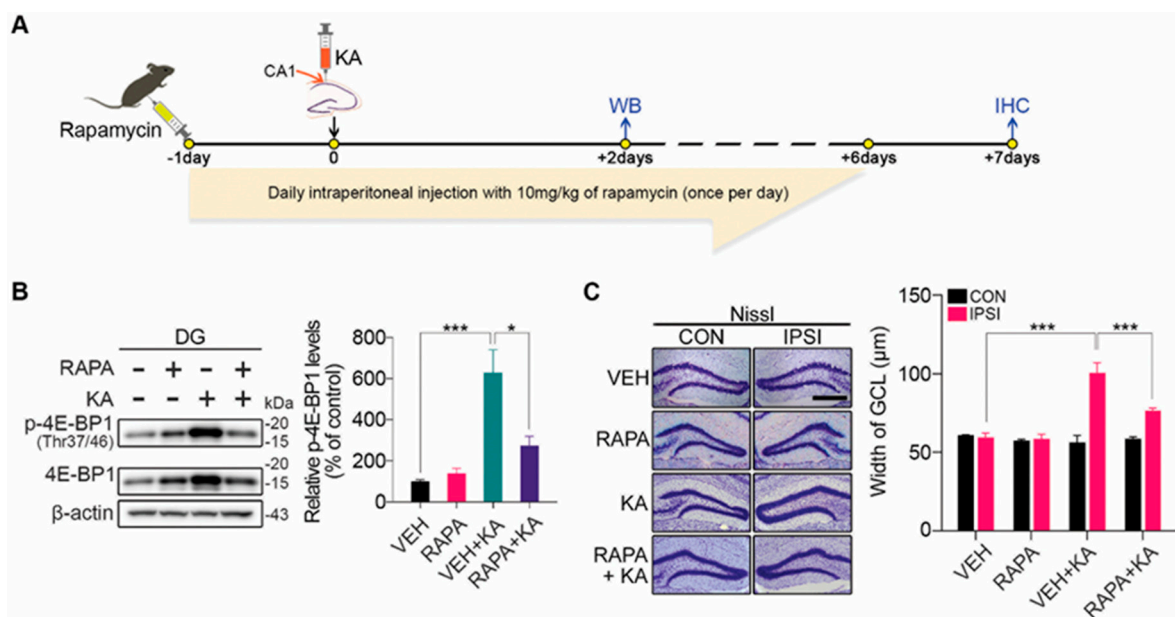 A
KA
CA1
Rapamycin
WB
IHC
-1day
0
+2days
+6days
+7days
Daily intraperitoneal injection with 10mg/kg of rapamycin (once per day)
B
DG
RAPA - + - +
KA - - + + kDa
p-4E-BP1
(Thr37/46)
-20
-15
4E-BP1
-20
-15
β-actin
-43
Relative p-4E-BP1 levels
(% of control)
800
600
400
200
0
***
*
VEH
RAPA
VEH+KA
RAPA+KA
C
Nissl
CON IPSI
VEH
RAPA
KA
RAPA
+ KA
Width of GCL (μm)
150
100
50
0
CON
IPSI
***
***
VEH
RAPA
VEH+KA
RAPA+KA